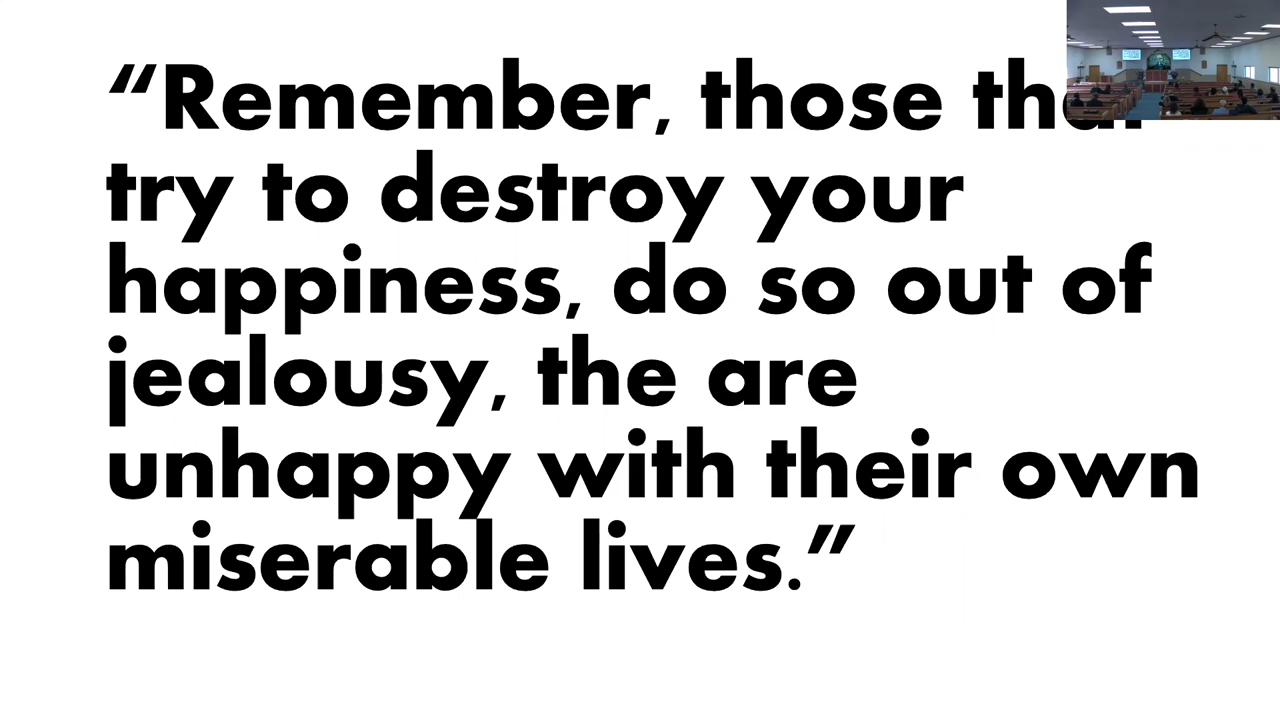 “Remember, those that
try to destroy your
happiness, do so out of
jealousy, the are
unhappy with their own
miserable lives.”